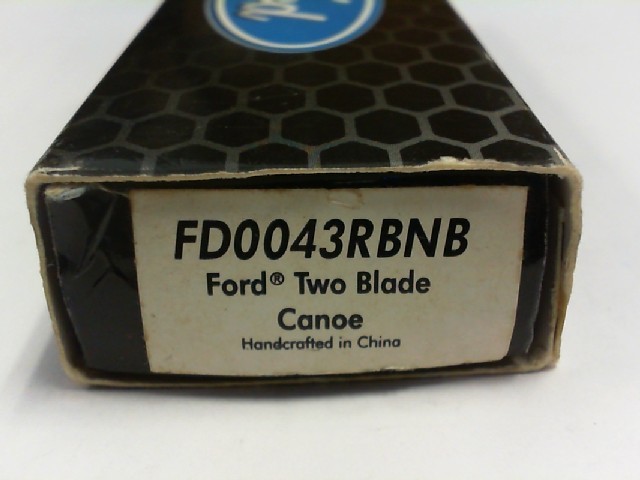 FD0043RBNB
Ford® Two Blade
Canoe
Handcrafted in China